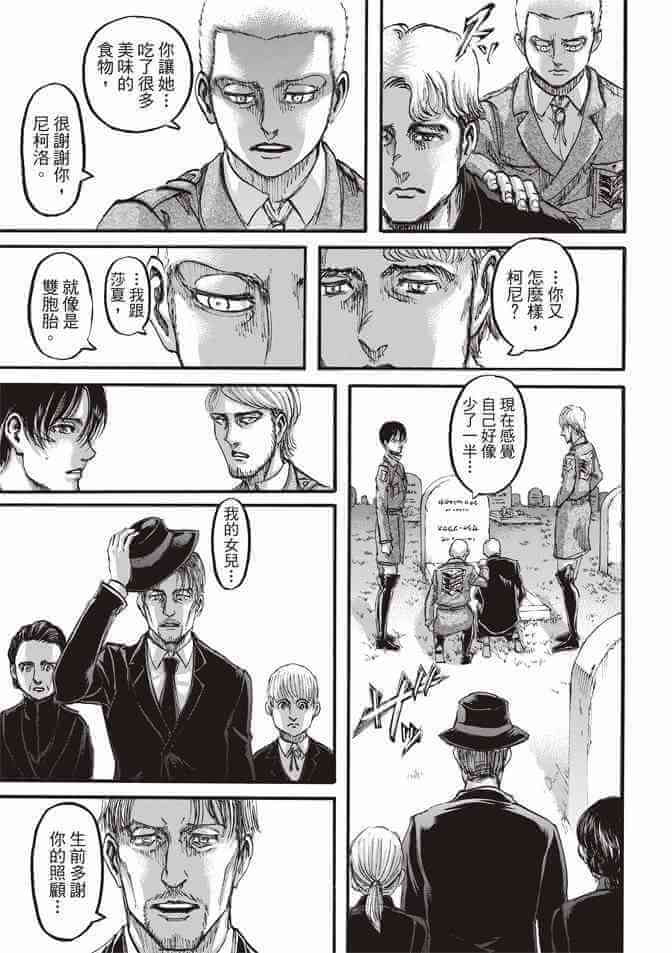 你讓她…
吃了很多
美味的
食物，
很謝謝你，
尼柯洛。
…你又
怎麼樣，
柯尼？
…我跟
莎夏，
就像是
雙胞胎。
現在感覺
自己好像
少了一半…
我的女兒…
生前多謝
你的照顧…